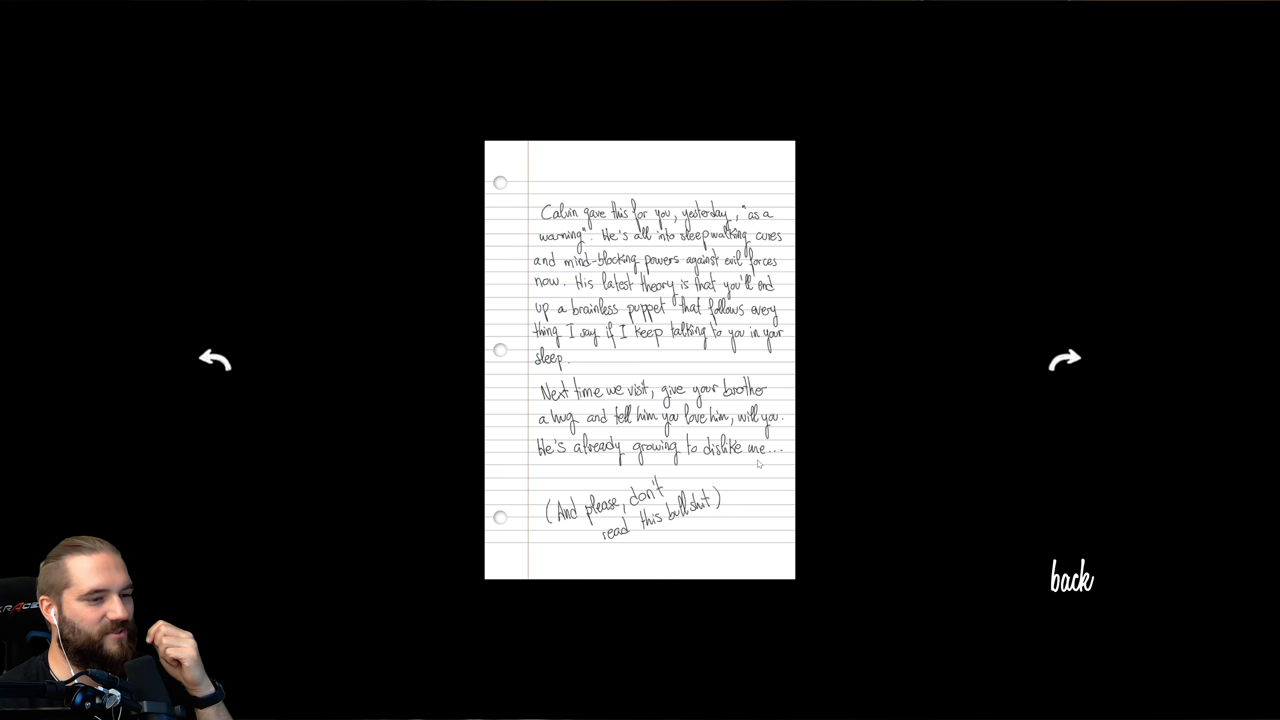 Calvin gave this for you, yesterday, "as a
warning". He's all into sleepwalking cures
and mind-blocking powers against evil forces
now. His latest theory is that you'll end
up a brainless puppet that follows every
thing I say if I keep talking to you in your
sleep.
Next time we visit, give your brother
a hug and tell him you love him, will you.
He's already growing to dislike me...
(And please, don't
read this bullshit)
back